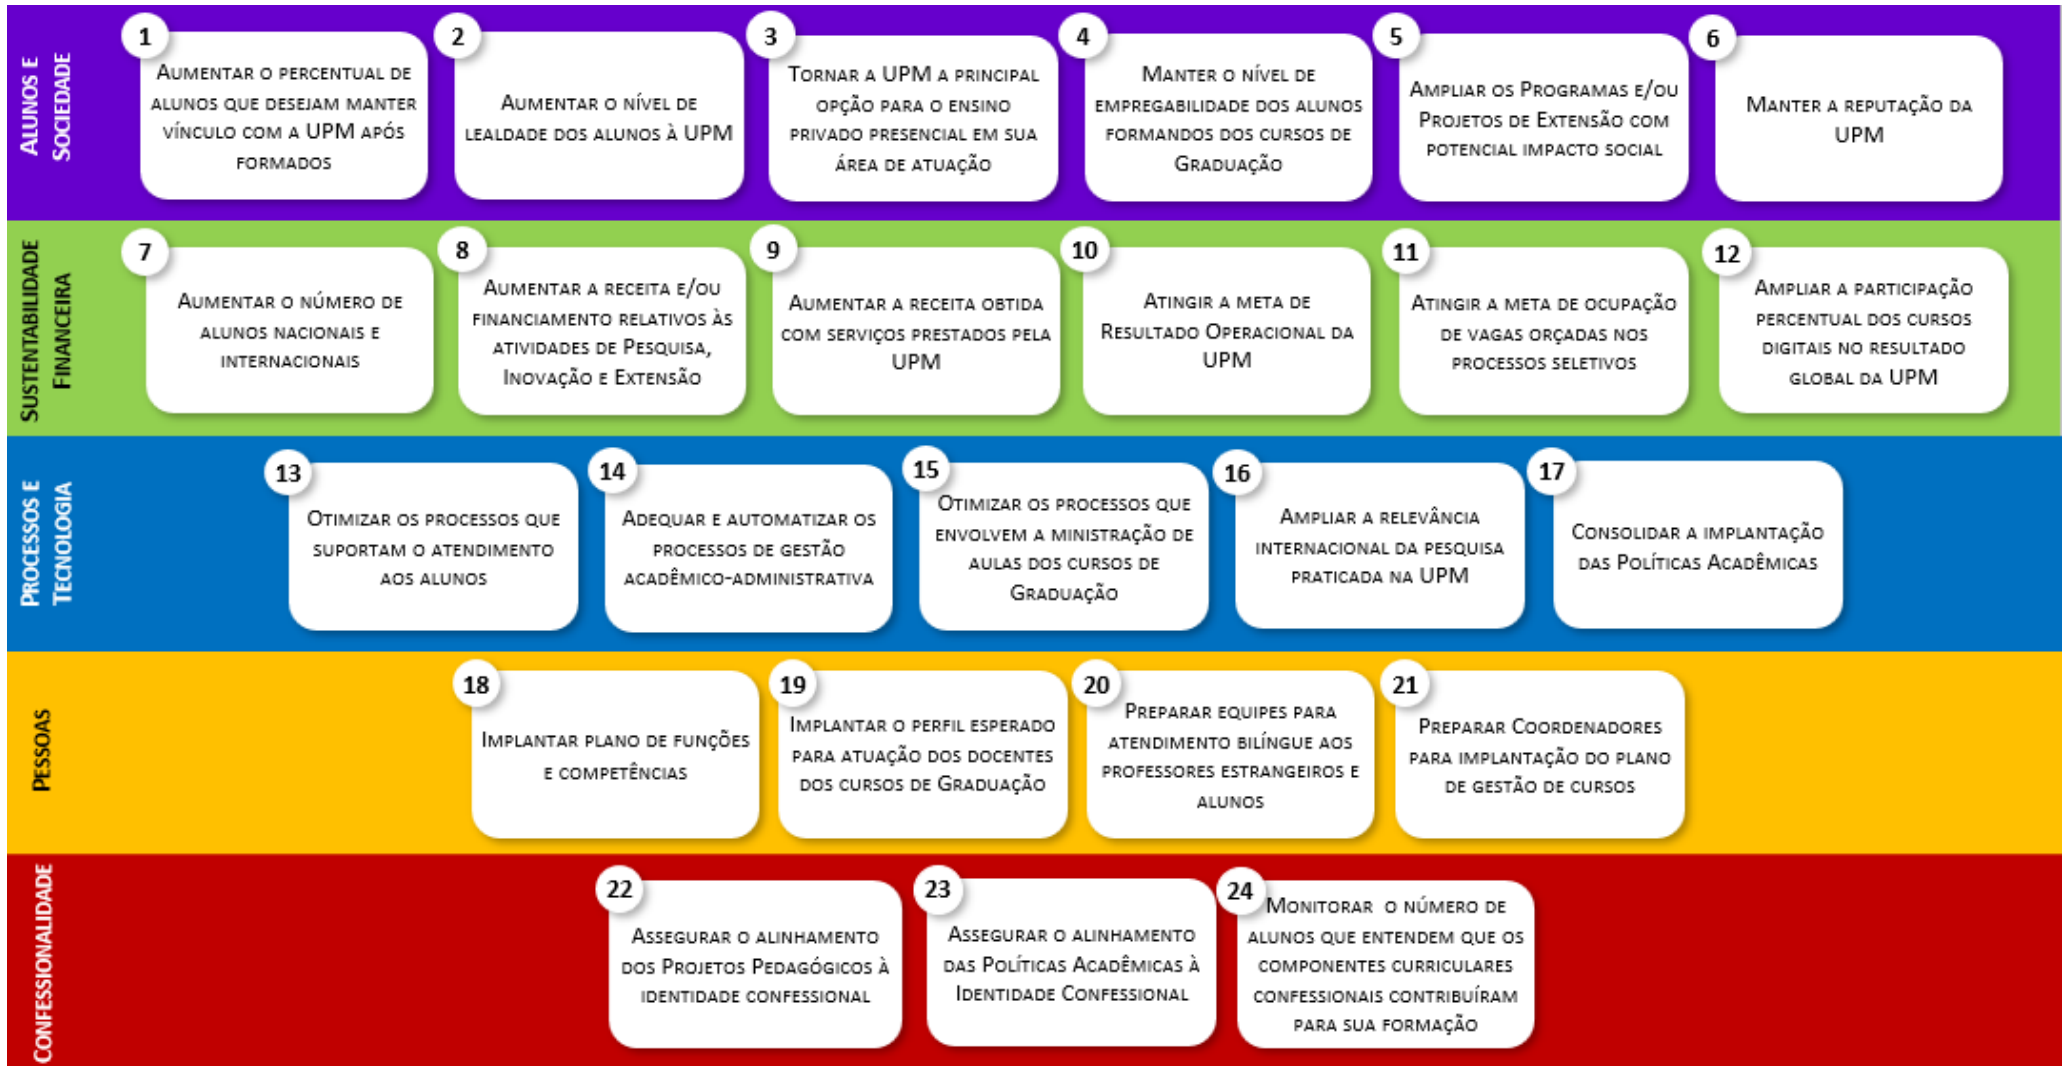 ALUNOS E
SOCIEDADE
1
AUMENTAR O PERCENTUAL DE
ALUNOS QUE DESEJAM MANTER
VÍNCULO COM A UPM APÓS
FORMADOS
2
AUMENTAR O NÍVEL DE
LEALDADE DOS ALUNOS À UPM
3
TORNAR A UPM A PRINCIPAL
OPÇÃO PARA O ENSINO
PRIVADO PRESENCIAL EM SUA
ÁREA DE ATUAÇÃO
4
MANTER O NÍVEL DE
EMPREGABILIDADE DOS ALUNOS
FORMANDOS DOS CURSOS DE
GRADUAÇÃO
5
AMPLIAR OS PROGRAMAS E/OU
PROJETOS DE EXTENSÃO COM
POTENCIAL IMPACTO SOCIAL
6
MANTER A REPUTAÇÃO DA
UPM
SUSTENTABILIDADE
FINANCEIRA
7
AUMENTAR O NÚMERO DE
ALUNOS NACIONAIS E
INTERNACIONAIS
8
AUMENTAR A RECEITA E/OU
FINANCIAMENTO RELATIVOS ÀS
ATIVIDADES DE PESQUISA,
INOVAÇÃO E EXTENSÃO
9
AUMENTAR A RECEITA OBTIDA
COM SERVIÇOS PRESTADOS PELA
UPM
10
ATINGIR A META DE
RESULTADO OPERACIONAL DA
UPM
11
ATINGIR A META DE OCUPAÇÃO
DE VAGAS ORÇADAS NOS
PROCESSOS SELETIVOS
12
AMPLIAR A PARTICIPAÇÃO
PERCENTUAL DOS CURSOS
DIGITAIS NO RESULTADO
GLOBAL DA UPM
PROCESSOS E
TECNOLOGIA
13
OTIMIZAR OS PROCESSOS QUE
SUPORTAM O ATENDIMENTO
AOS ALUNOS
14
ADEQUAR E AUTOMATIZAR OS
PROCESSOS DE GESTÃO
ACADÊMICO-ADMINISTRATIVA
15
OTIMIZAR OS PROCESSOS QUE
ENVOLVEM A MINISTRAÇÃO DE
AULAS DOS CURSOS DE
GRADUAÇÃO
16
AMPLIAR A RELEVÂNCIA
INTERNACIONAL DA PESQUISA
PRATICADA NA UPM
17
CONSOLIDAR A IMPLANTAÇÃO
DAS POLÍTICAS ACADÊMICAS
PESSOAS
18
IMPLANTAR PLANO DE FUNÇÕES
E COMPETÊNCIAS
19
IMPLANTAR O PERFIL ESPERADO
PARA ATUAÇÃO DOS DOCENTES
DOS CURSOS DE GRADUAÇÃO
20
PREPARAR EQUIPES PARA
ATENDIMENTO BILÍNGUE AOS
PROFESSORES ESTRANGEIROS E
ALUNOS
21
PREPARAR COORDENADORES
PARA IMPLANTAÇÃO DO PLANO
DE GESTÃO DE CURSOS
CONFESSIONALIDADE
22
ASSEGURAR O ALINHAMENTO
DOS PROJETOS PEDAGÓGICOS À
IDENTIDADE CONFESSIONAL
23
ASSEGURAR O ALINHAMENTO
DAS POLÍTICAS ACADÊMICAS À
IDENTIDADE CONFESSIONAL
24
MONITORAR O NÚMERO DE
ALUNOS QUE ENTENDEM QUE OS
COMPONENTES CURRICULARES
CONFESSIONAIS CONTRIBUÍRAM
PARA SUA FORMAÇÃO